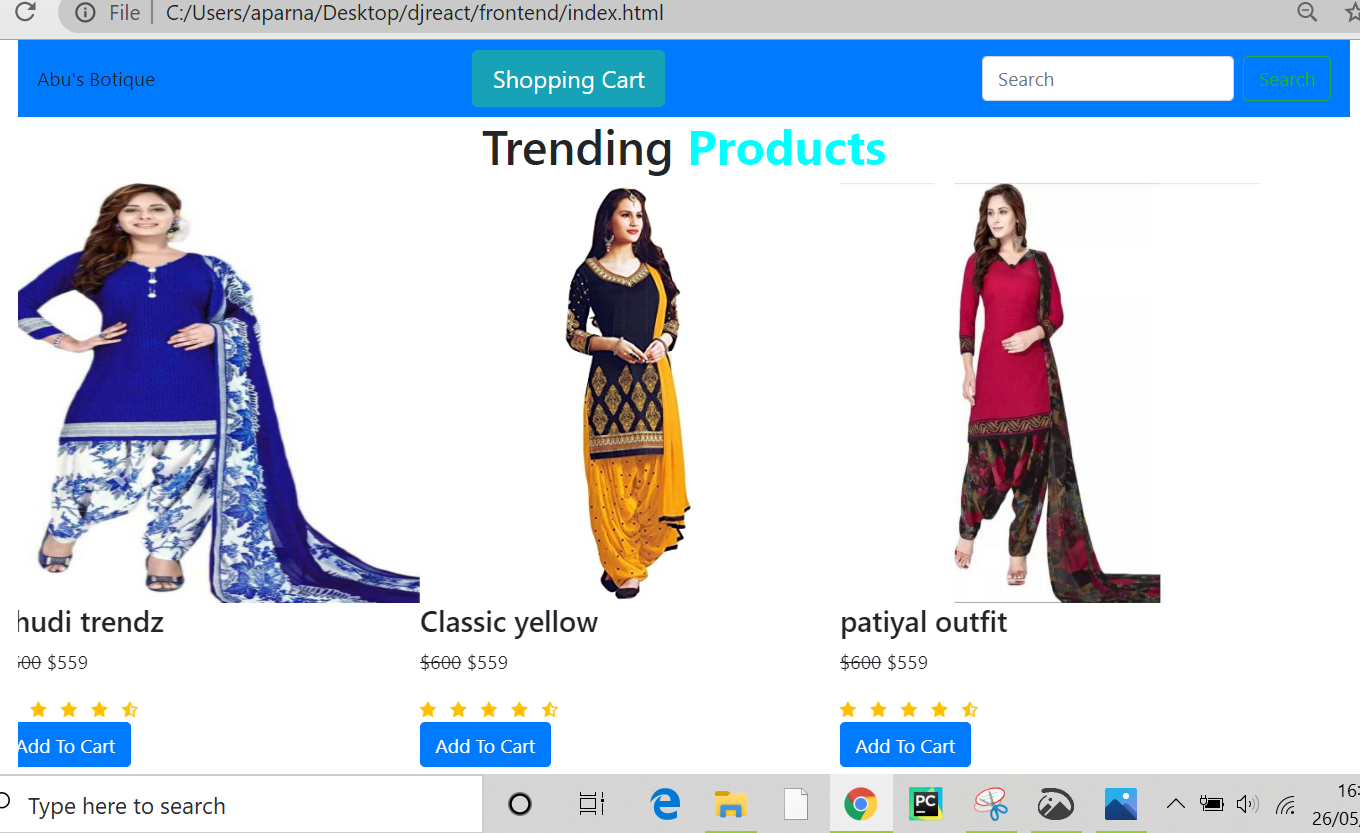 File | C:/Users/aparna/Desktop/djreact/frontend/index.html
Abu's Botique
Shopping Cart
Search
Search
Trending Products
hudi trendz
Classic yellow
patiyal outfit
$559
$600 $559
$600 $559
Add To Cart
Add To Cart
Add To Cart
Type here to search
PC
16:
26/05